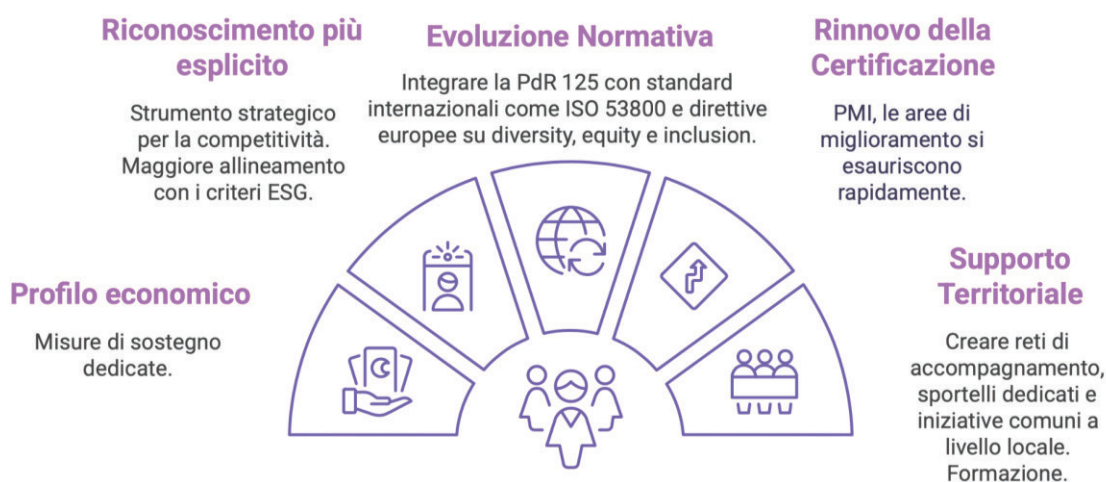 Riconoscimento più
esplicito
Strumento strategico
per la competitività.
Maggiore allineamento
con i criteri ESG.
Evoluzione Normativa
Integrare la PdR 125 con standard
internazionali come ISO 53800 e direttive
europee su diversity, equity e inclusion.
Rinnovo della
Certificazione
PMI, le aree di
miglioramento si
esauriscono
rapidamente.
Profilo economico
Misure di sostegno
dedicate.
Supporto
Territoriale
Creare reti di
accompagnamento,
sportelli dedicati e
iniziative comuni a
livello locale.
Formazione.